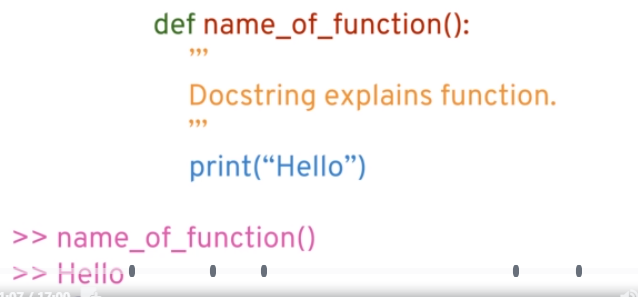 def name_of_function():
’’’
Docstring explains function.
’’’
print(“Hello”)
>> name_of_function()
>> Hello